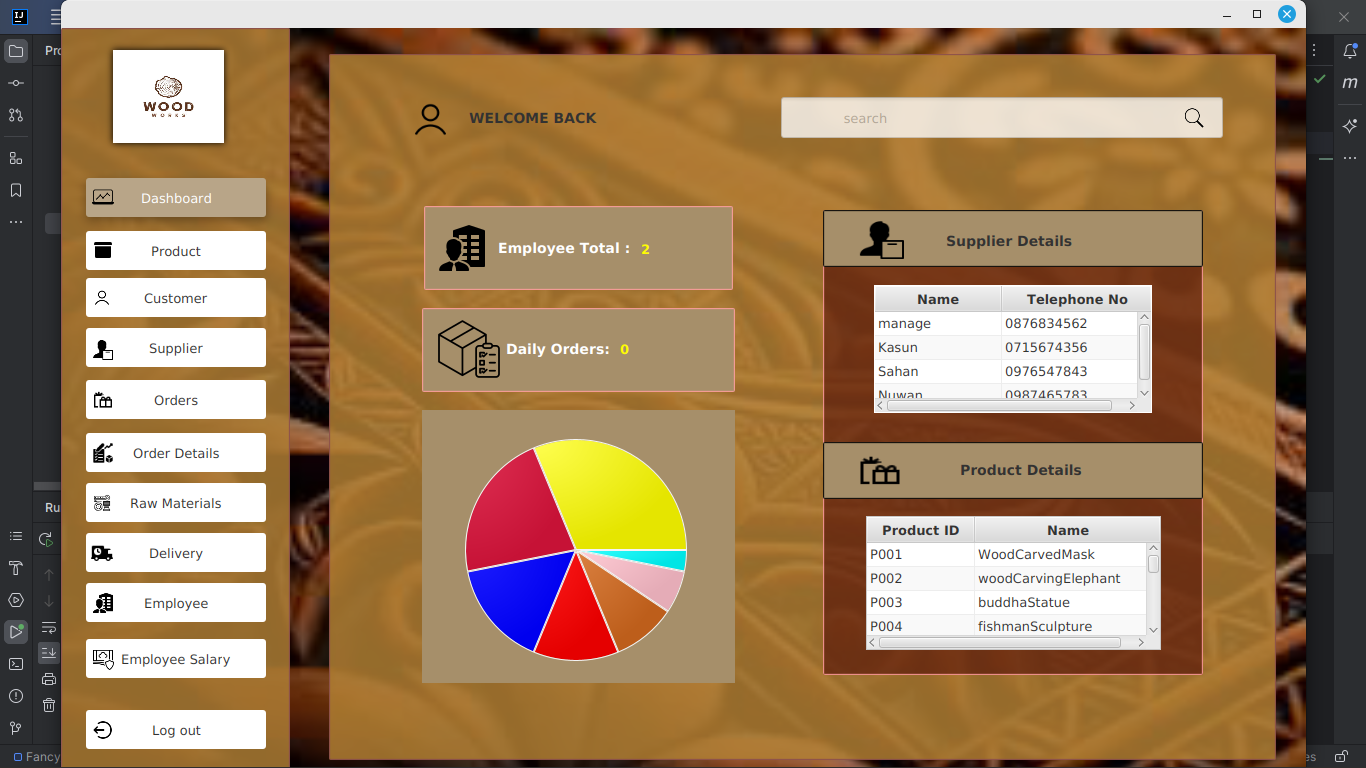 IJ
Pro
m
WOOD
WORKS
WELCOME BACK
search
Dashboard
Product
Customer
Supplier
Orders
Order Details
Raw Materials
Delivery
Employee
Employee Salary
Log out
Employee Total : 2
Daily Orders: 0
Supplier Details
Name Telephone No
manage 0876834562
Kasun 0715674356
Sahan 0976547843
Nuwan 0987465783
Product Details
Product ID Name
P001 WoodCarvedMask
P002 woodCarvingElephant
P003 buddhaStatue
P004 fishmanSculpture
Ru
Fancy
es